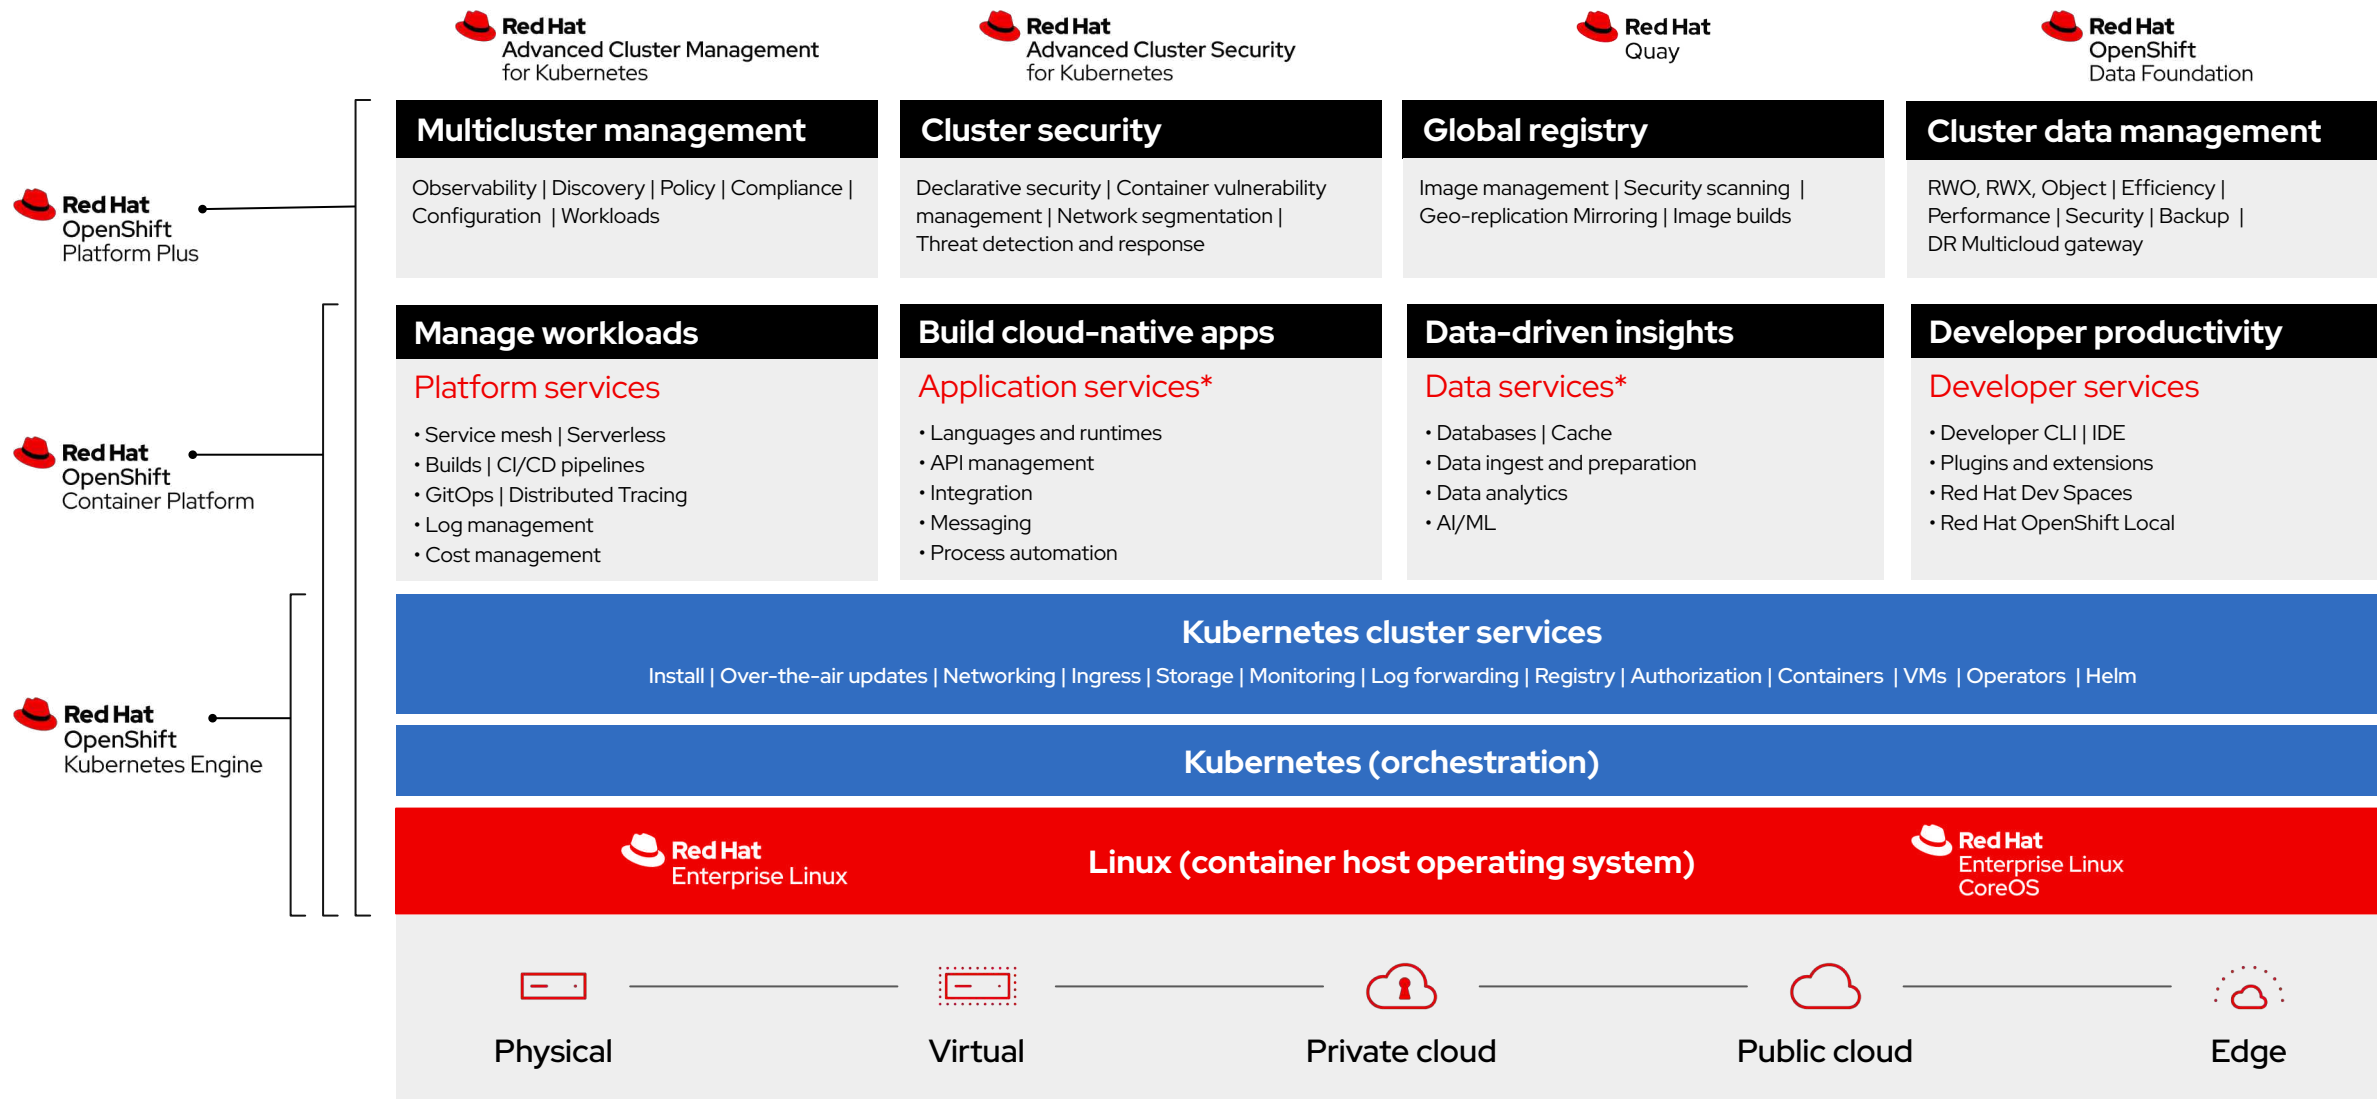 Red Hat
Advanced Cluster Management
for Kubernetes
Red Hat
Advanced Cluster Security
for Kubernetes
Red Hat
Quay
Red Hat
OpenShift
Data Foundation
Red Hat
OpenShift
Platform Plus
Multicluster management
Observability | Discovery | Policy | Compliance |
Configuration | Workloads
Cluster security
Declarative security | Container vulnerability
management | Network segmentation |
Threat detection and response
Global registry
Image management | Security scanning |
Geo-replication Mirroring | Image builds
Cluster data management
RWO, RWX, Object | Efficiency |
Performance | Security | Backup |
DR Multicloud gateway
Red Hat
OpenShift
Container Platform
Manage workloads
Platform services
• Service mesh | Serverless
• Builds | CI/CD pipelines
• GitOps | Distributed Tracing
• Log management
• Cost management
Build cloud-native apps
Application services*
• Languages and runtimes
• API management
• Integration
• Messaging
• Process automation
Data-driven insights
Data services*
• Databases | Cache
• Data ingest and preparation
• Data analytics
• AI/ML
Developer productivity
Developer services
• Developer CLI | IDE
• Plugins and extensions
• Red Hat Dev Spaces
• Red Hat OpenShift Local
Red Hat
OpenShift
Kubernetes Engine
Kubernetes cluster services
Install | Over-the-air updates | Networking | Ingress | Storage | Monitoring | Log forwarding | Registry | Authorization | Containers | VMs | Operators | Helm
Kubernetes (orchestration)
Red Hat
Enterprise Linux
Linux (container host operating system)
Red Hat
Enterprise Linux
CoreOS
Physical
Virtual
Private cloud
Public cloud
Edge